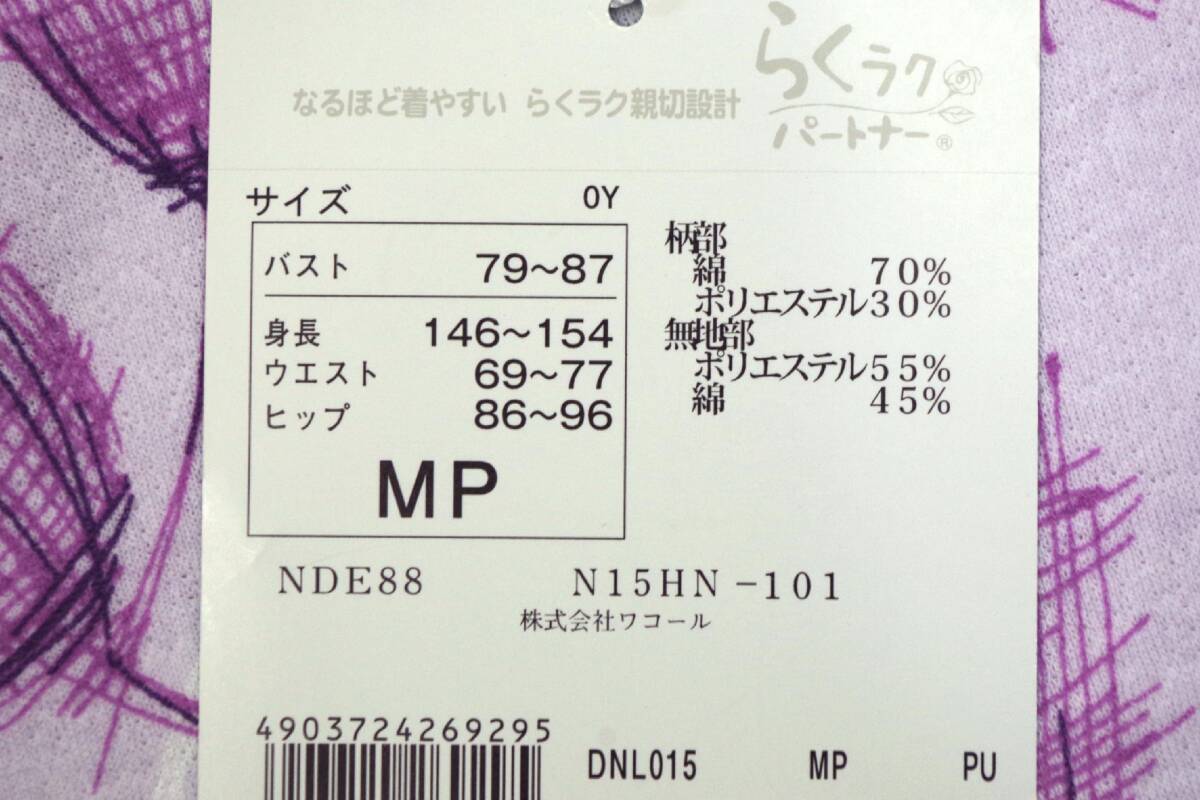 らくラク
なるほど着やすい らくラク親切設計
パートナー®
サイズ 0Y
バスト 79〜87
身長 146〜154
ウエスト 69〜77
ヒップ 86〜96
MP
柄部
綿 70%
ポリエステル30%
無地部
ポリエステル55%
綿 45%
NDE88 N15HN-101
株式会社ワコール
4903724269295
DNL015 MP PU